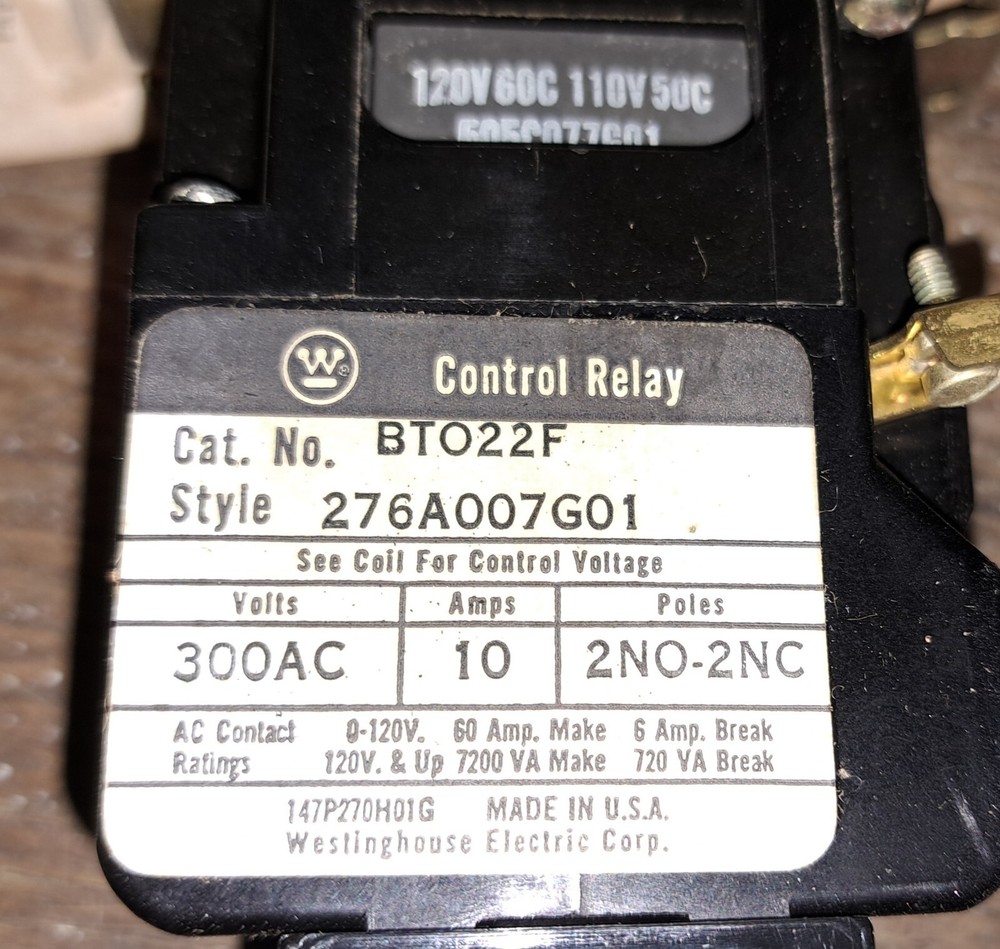 120V60C 110V50C
W ®
Control Relay
Cat. No. BTO22F
Style 276A007G01
See Coil For Control Voltage
Volts Amps Poles
300AC 10 2NO-2NC
AC Contact 0-120V. 60 Amp. Make 6 Amp. Break
Ratings 120V. & Up 7200 VA Make 720 VA Break
147P270H01G MADE IN U.S.A.
Westinghouse Electric Corp.